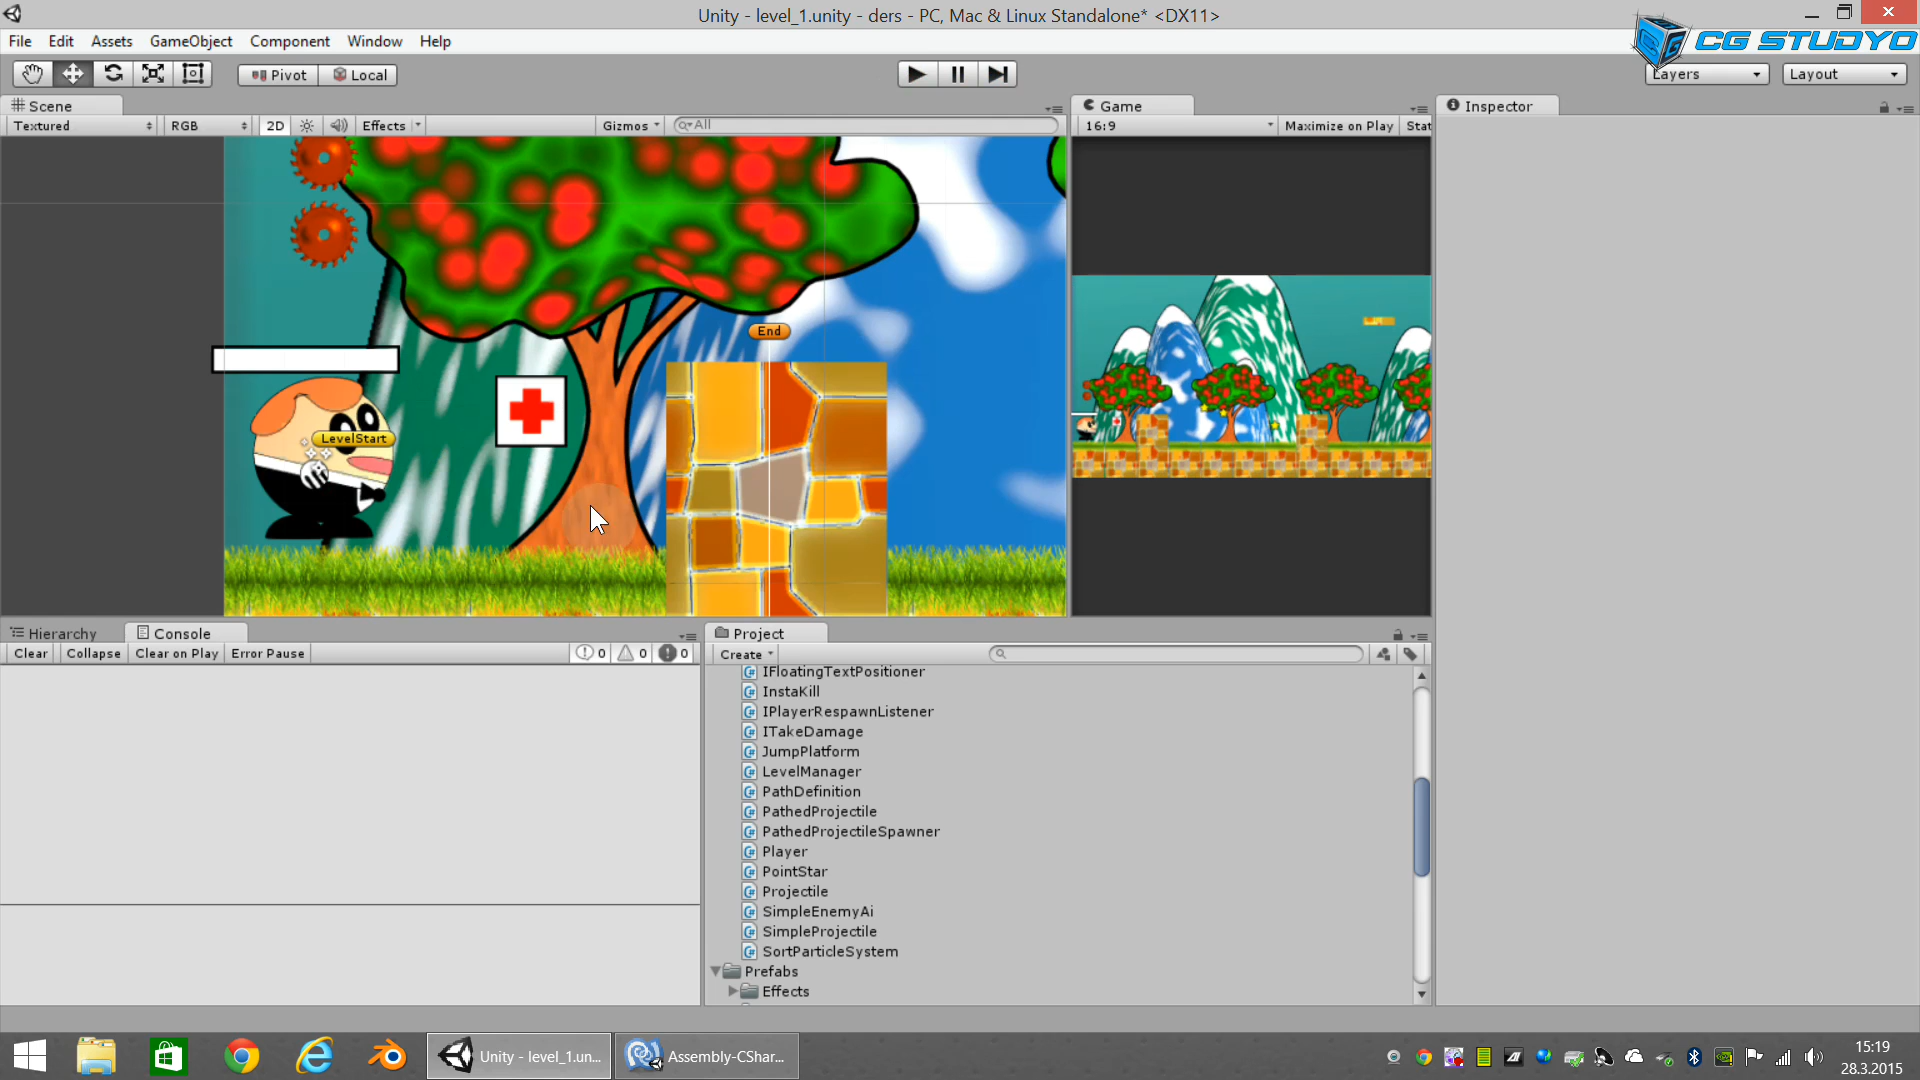 Unity - level_1.unity - ders - PC, Mac & Linux Standalone* <DX11>
File Edit Assets GameObject Component Window Help
CG STUDYO
Pivot Local
Layers Layout
Scene
Game
Inspector
Textured RGB 2D Effects Gizmos All
16:9 Maximize on Play Stat
End
LevelStart
Hierarchy Console
Project
Clear Collapse Clear on Play Error Pause 0 0 0
Create
IFloatingTextPositioner
InstaKill
IPlayerRespawnListener
ITakeDamage
JumpPlatform
LevelManager
PathDefinition
PathedProjectile
PathedProjectileSpawner
Player
PointStar
Projectile
SimpleEnemyAi
SimpleProjectile
SortParticleSystem
Prefabs
Effects
Unity - level_1.un...
Assembly-CShar...
15:19
28.3.2015